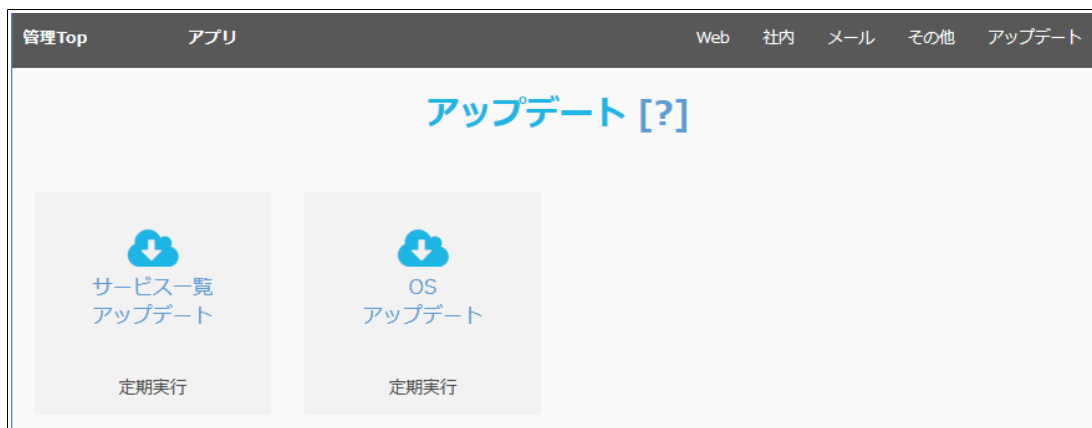 管理Top アプリ Web 社内 メール その他 アップデート
アップデート [?]
サービス一覧
アップデート
定期実行
OS
アップデート
定期実行